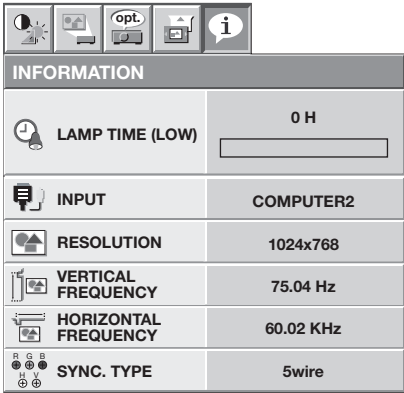 opt.
i
INFORMATION
LAMP TIME (LOW)
0 H
INPUT
COMPUTER2
RESOLUTION
1024x768
VERTICAL
FREQUENCY
75.04 Hz
HORIZONTAL
FREQUENCY
60.02 KHz
R G B
H V
SYNC. TYPE
5wire